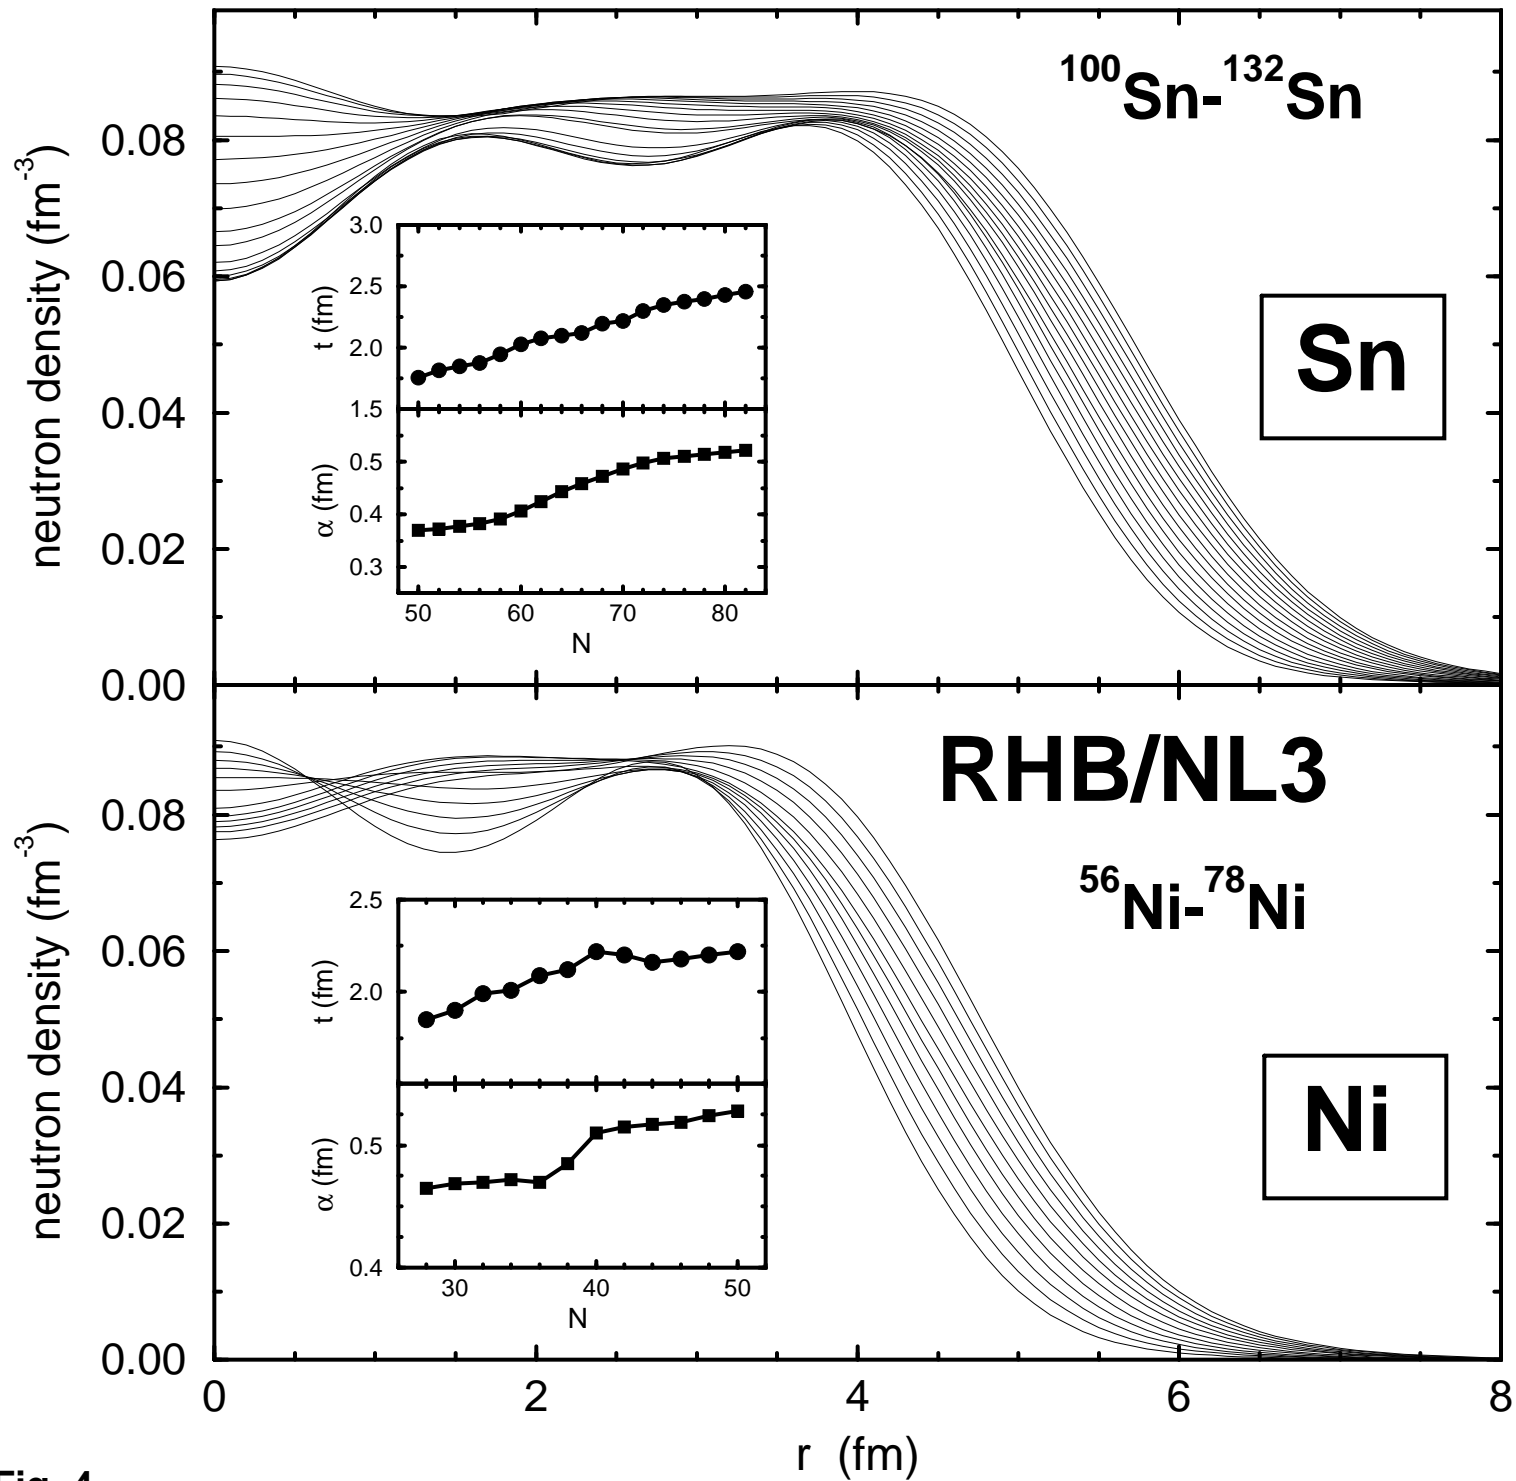 ¹⁰⁰Sn-¹³²Sn
0.08
0.06
0.04
0.02
0.00
neutron density (fm⁻³)
Sn
3.0
2.5
2.0
1.5
t (fm)
0.5
0.4
0.3
α (fm)
50 60 70 80
N
RHB/NL3
⁵⁶Ni-⁷⁸Ni
0.08
0.06
0.04
0.02
0.00
neutron density (fm⁻³)
Ni
2.5
2.0
t (fm)
0.5
0.4
α (fm)
30 40 50
N
0 2 4 6 8
r (fm)